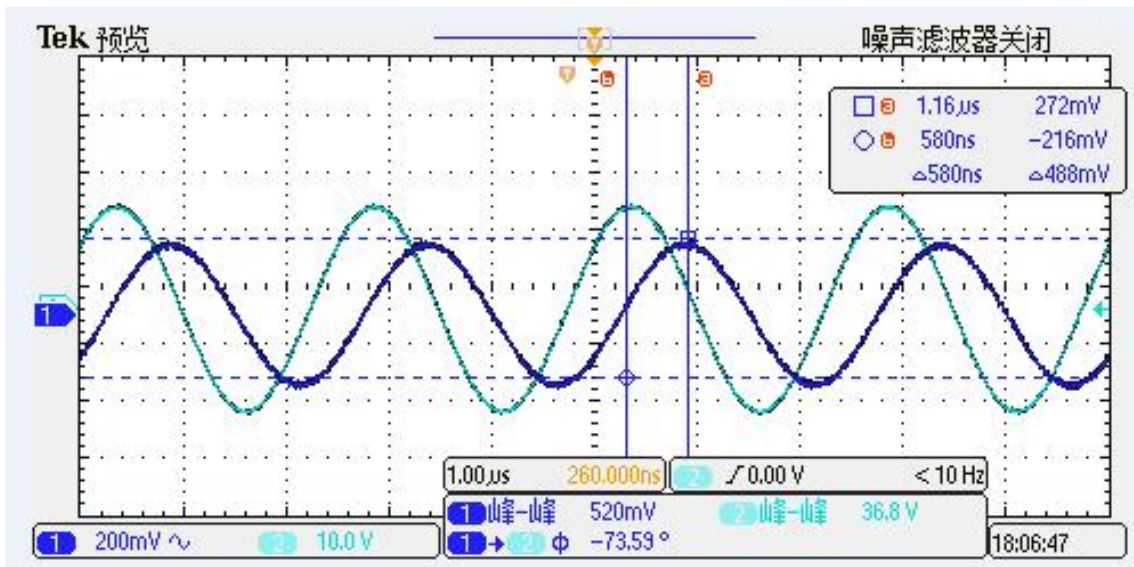 Tek 预览 噪声滤波器关闭
T
T b a
a 1.16μs 272mV
b 580ns -216mV
△580ns △488mV
1
1.00μs 260.000ns 2 ∫ 0.00 V < 10 Hz
1 峰-峰 520mV 2 峰-峰 36.8 V
1 200mV ∿ 2 10.0 V 1 → 2 Φ -73.59 ° 18:06:47